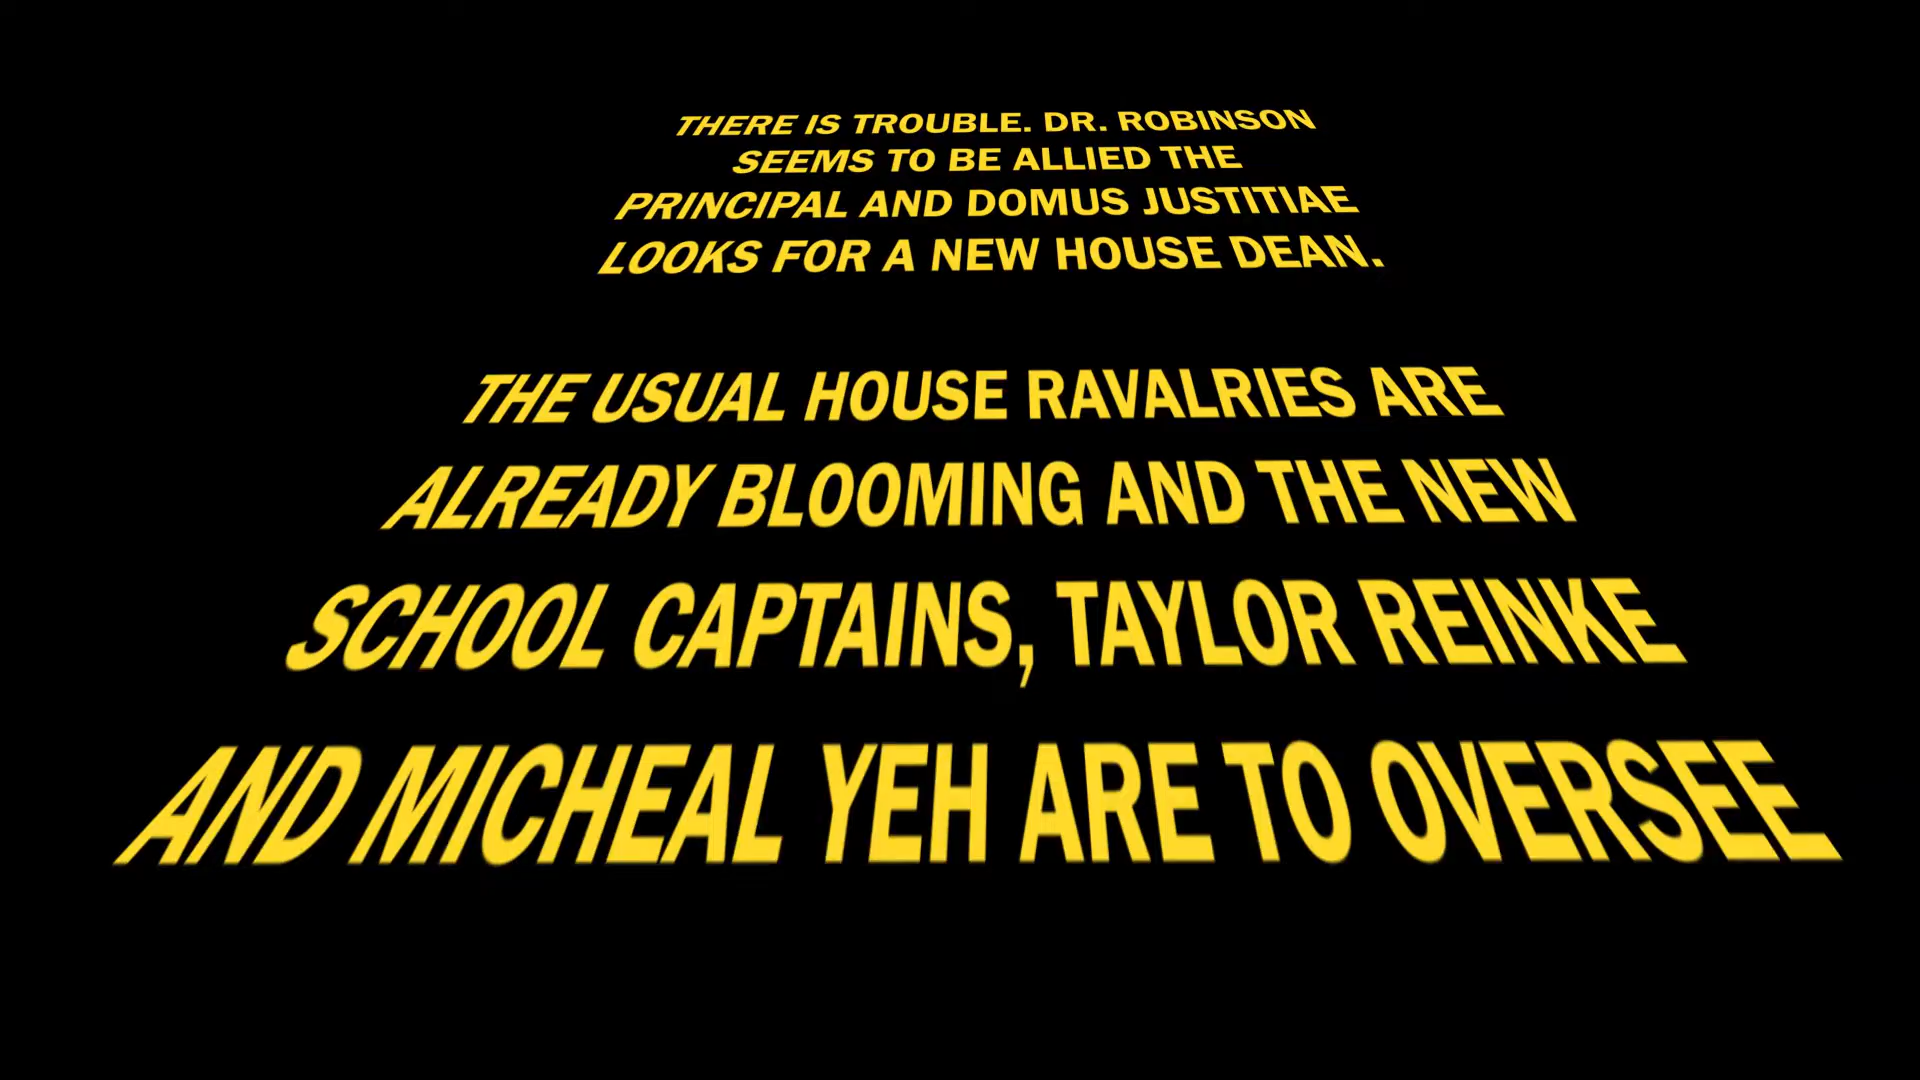 THERE IS TROUBLE. DR. ROBINSON
SEEMS TO BE ALLIED THE
PRINCIPAL AND DOMUS JUSTITIAE
LOOKS FOR A NEW HOUSE DEAN.
THE USUAL HOUSE RAVALRIES ARE
ALREADY BLOOMING AND THE NEW
SCHOOL CAPTAINS, TAYLOR REINKE
AND MICHEAL YEH ARE TO OVERSEE